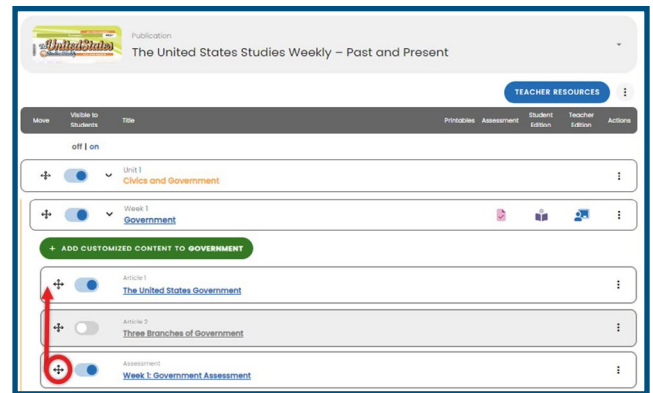 UnitedStates
Publication
The United States Studies Weekly – Past and Present
TEACHER RESOURCES
Move
Visible to Students
Title
Printables
Assessment
Student Edition
Teacher Edition
Actions
off | on
Unit 1
Civics and Government
Week 1
Government
+ ADD CUSTOMIZED CONTENT TO GOVERNMENT
Article 1
The United States Government
Article 2
Three Branches of Government
Assessment
Week 1: Government Assessment